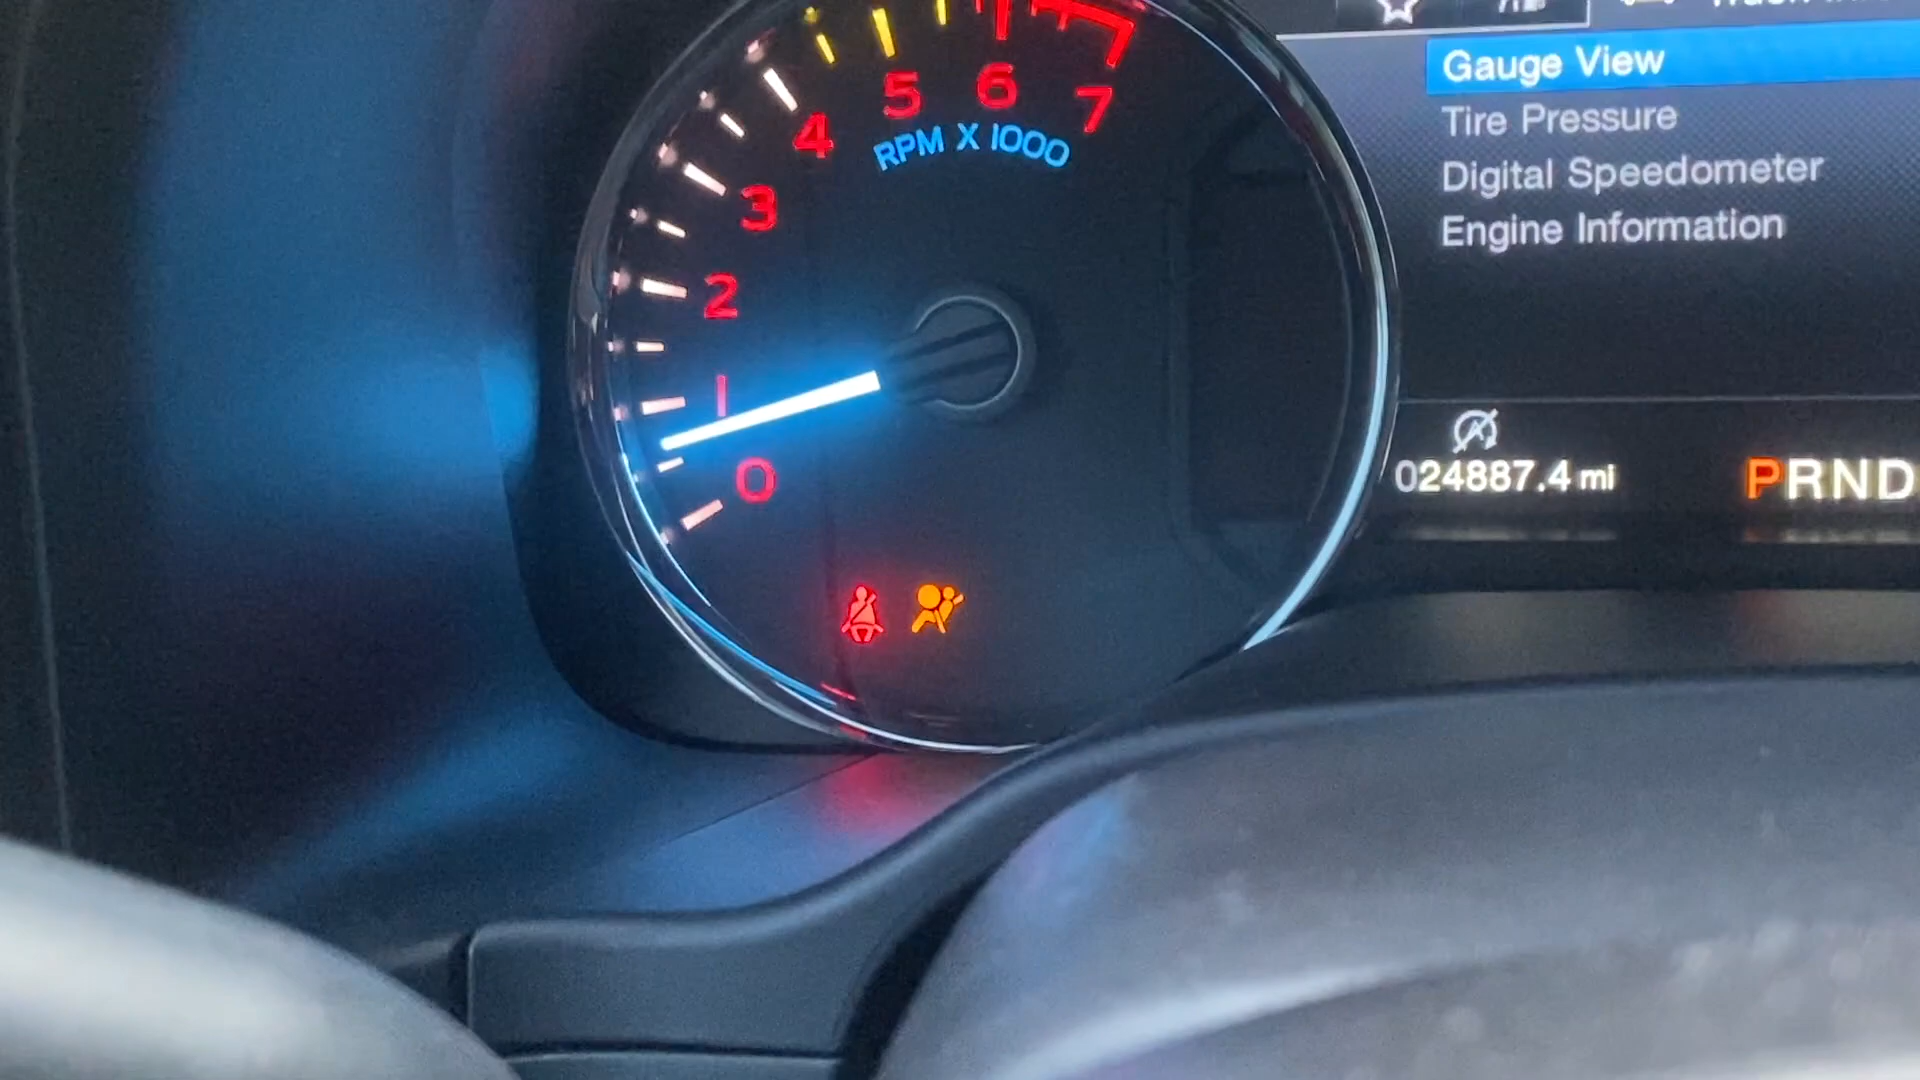 Gauge View
Tire Pressure
Digital Speedometer
Engine Information
024887.4 mi
PRND
7
6
5
4
3
2
1
0
RPM X 1000